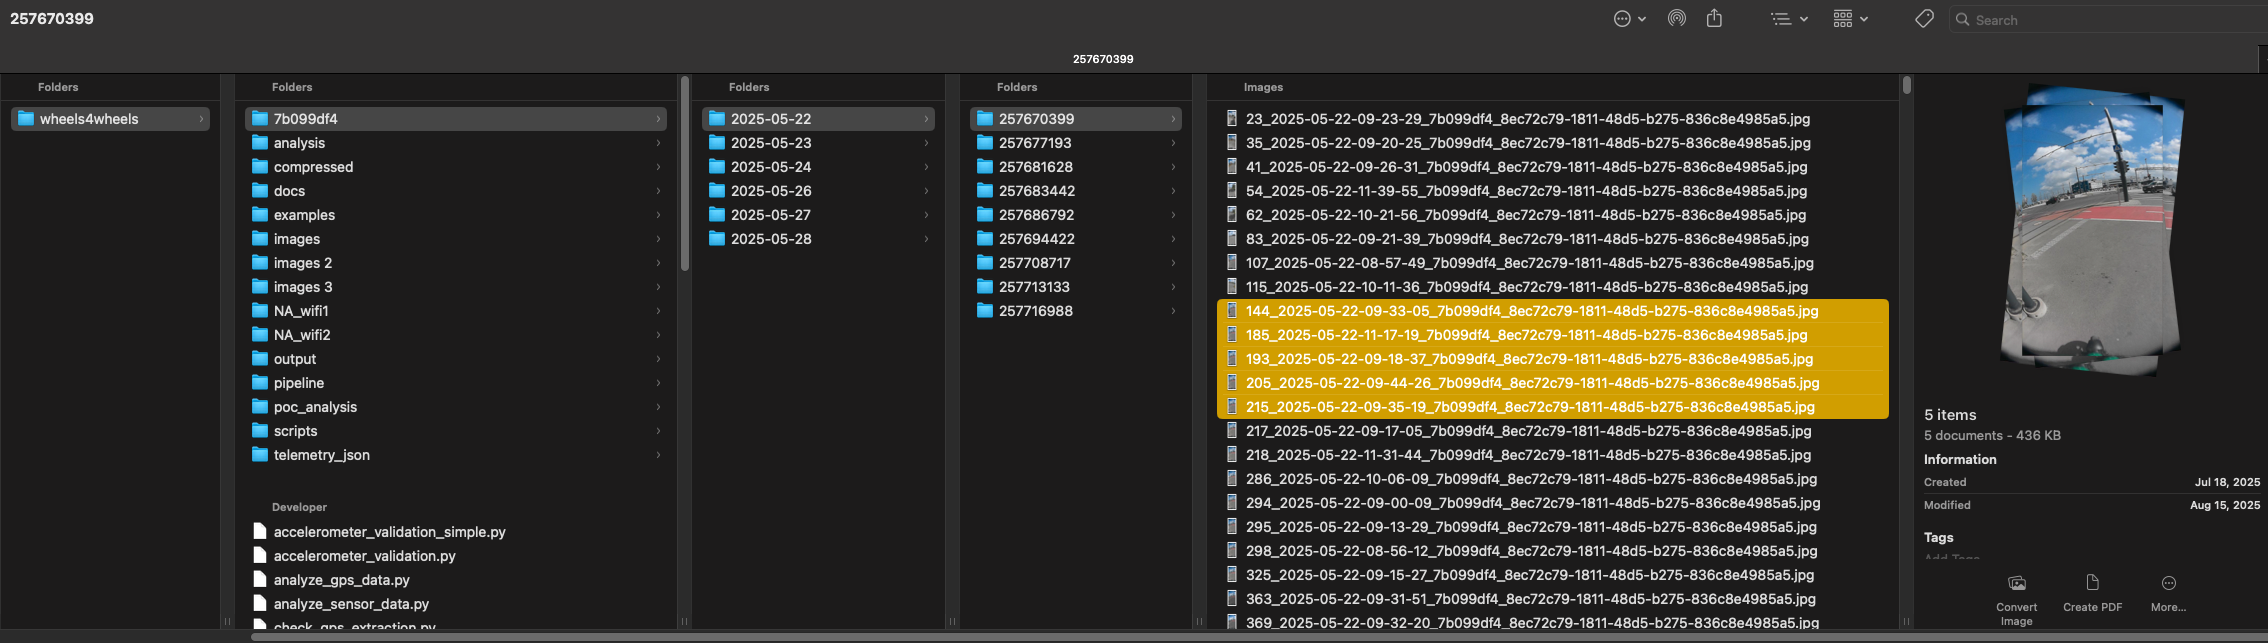 257670399
Search
257670399
Folders
wheels4wheels
Folders
7b099df4
analysis
compressed
docs
examples
images
images 2
images 3
NA_wifi1
NA_wifi2
output
pipeline
poc_analysis
scripts
telemetry_json
Developer
accelerometer_validation_simple.py
accelerometer_validation.py
analyze_gps_data.py
analyze_sensor_data.py
check_gps_extraction.py
Folders
2025-05-22
2025-05-23
2025-05-24
2025-05-26
2025-05-27
2025-05-28
Folders
257670399
257677193
257681628
257683442
257686792
257694422
257708717
257713133
257716988
Images
23_2025-05-22-09-23-29_7b099df4_8ec72c79-1811-48d5-b275-836c8e4985a5.jpg
35_2025-05-22-09-20-25_7b099df4_8ec72c79-1811-48d5-b275-836c8e4985a5.jpg
41_2025-05-22-09-26-31_7b099df4_8ec72c79-1811-48d5-b275-836c8e4985a5.jpg
54_2025-05-22-11-39-55_7b099df4_8ec72c79-1811-48d5-b275-836c8e4985a5.jpg
62_2025-05-22-10-21-56_7b099df4_8ec72c79-1811-48d5-b275-836c8e4985a5.jpg
83_2025-05-22-09-21-39_7b099df4_8ec72c79-1811-48d5-b275-836c8e4985a5.jpg
107_2025-05-22-08-57-49_7b099df4_8ec72c79-1811-48d5-b275-836c8e4985a5.jpg
115_2025-05-22-10-11-36_7b099df4_8ec72c79-1811-48d5-b275-836c8e4985a5.jpg
144_2025-05-22-09-33-05_7b099df4_8ec72c79-1811-48d5-b275-836c8e4985a5.jpg
185_2025-05-22-11-17-19_7b099df4_8ec72c79-1811-48d5-b275-836c8e4985a5.jpg
193_2025-05-22-09-18-37_7b099df4_8ec72c79-1811-48d5-b275-836c8e4985a5.jpg
205_2025-05-22-09-44-26_7b099df4_8ec72c79-1811-48d5-b275-836c8e4985a5.jpg
215_2025-05-22-09-35-19_7b099df4_8ec72c79-1811-48d5-b275-836c8e4985a5.jpg
217_2025-05-22-09-17-05_7b099df4_8ec72c79-1811-48d5-b275-836c8e4985a5.jpg
218_2025-05-22-11-31-44_7b099df4_8ec72c79-1811-48d5-b275-836c8e4985a5.jpg
286_2025-05-22-10-06-09_7b099df4_8ec72c79-1811-48d5-b275-836c8e4985a5.jpg
294_2025-05-22-09-00-09_7b099df4_8ec72c79-1811-48d5-b275-836c8e4985a5.jpg
295_2025-05-22-09-13-29_7b099df4_8ec72c79-1811-48d5-b275-836c8e4985a5.jpg
298_2025-05-22-08-56-12_7b099df4_8ec72c79-1811-48d5-b275-836c8e4985a5.jpg
325_2025-05-22-09-15-27_7b099df4_8ec72c79-1811-48d5-b275-836c8e4985a5.jpg
363_2025-05-22-09-31-51_7b099df4_8ec72c79-1811-48d5-b275-836c8e4985a5.jpg
369_2025-05-22-09-32-20_7b099df4_8ec72c79-1811-48d5-b275-836c8e4985a5.jpg
5 items
5 documents - 436 KB
Information
Created Jul 18, 2025
Modified Aug 15, 2025
Tags
Add Tags
Convert Image
Create PDF
More...